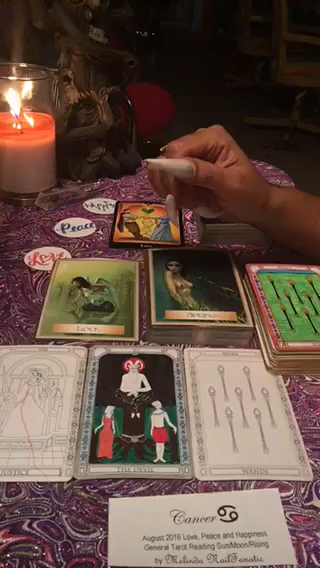 Peace
Love
LOVE
SPRING
JUSTICE
THE DEVIL
WANDS
Cancer ♋
August 2016 Love, Peace and Happiness
General Tarot Reading Sun/Moon/Rising
by Melinda NailFanatic